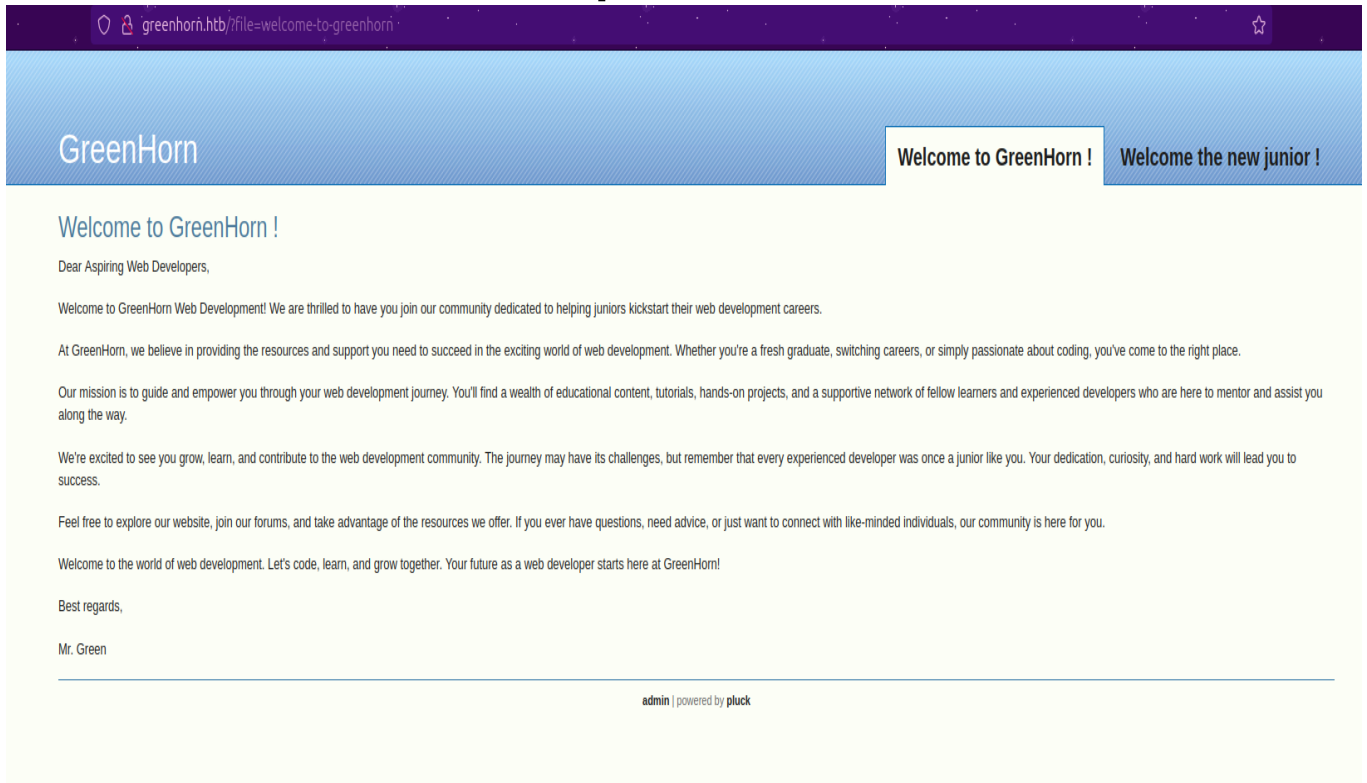 greenhorn.htb/?file=welcome-to-greenhorn
GreenHorn
Welcome to GreenHorn !
Welcome the new junior !
Welcome to GreenHorn !
Dear Aspiring Web Developers,
Welcome to GreenHorn Web Development! We are thrilled to have you join our community dedicated to helping juniors kickstart their web development careers.
At GreenHorn, we believe in providing the resources and support you need to succeed in the exciting world of web development. Whether you're a fresh graduate, switching careers, or simply passionate about coding, you've come to the right place.
Our mission is to guide and empower you through your web development journey. You'll find a wealth of educational content, tutorials, hands-on projects, and a supportive network of fellow learners and experienced developers who are here to mentor and assist you
along the way.
We're excited to see you grow, learn, and contribute to the web development community. The journey may have its challenges, but remember that every experienced developer was once a junior like you. Your dedication, curiosity, and hard work will lead you to
success.
Feel free to explore our website, join our forums, and take advantage of the resources we offer. If you ever have questions, need advice, or just want to connect with like-minded individuals, our community is here for you.
Welcome to the world of web development. Let's code, learn, and grow together. Your future as a web developer starts here at GreenHorn!
Best regards,
Mr. Green
admin | powered by pluck